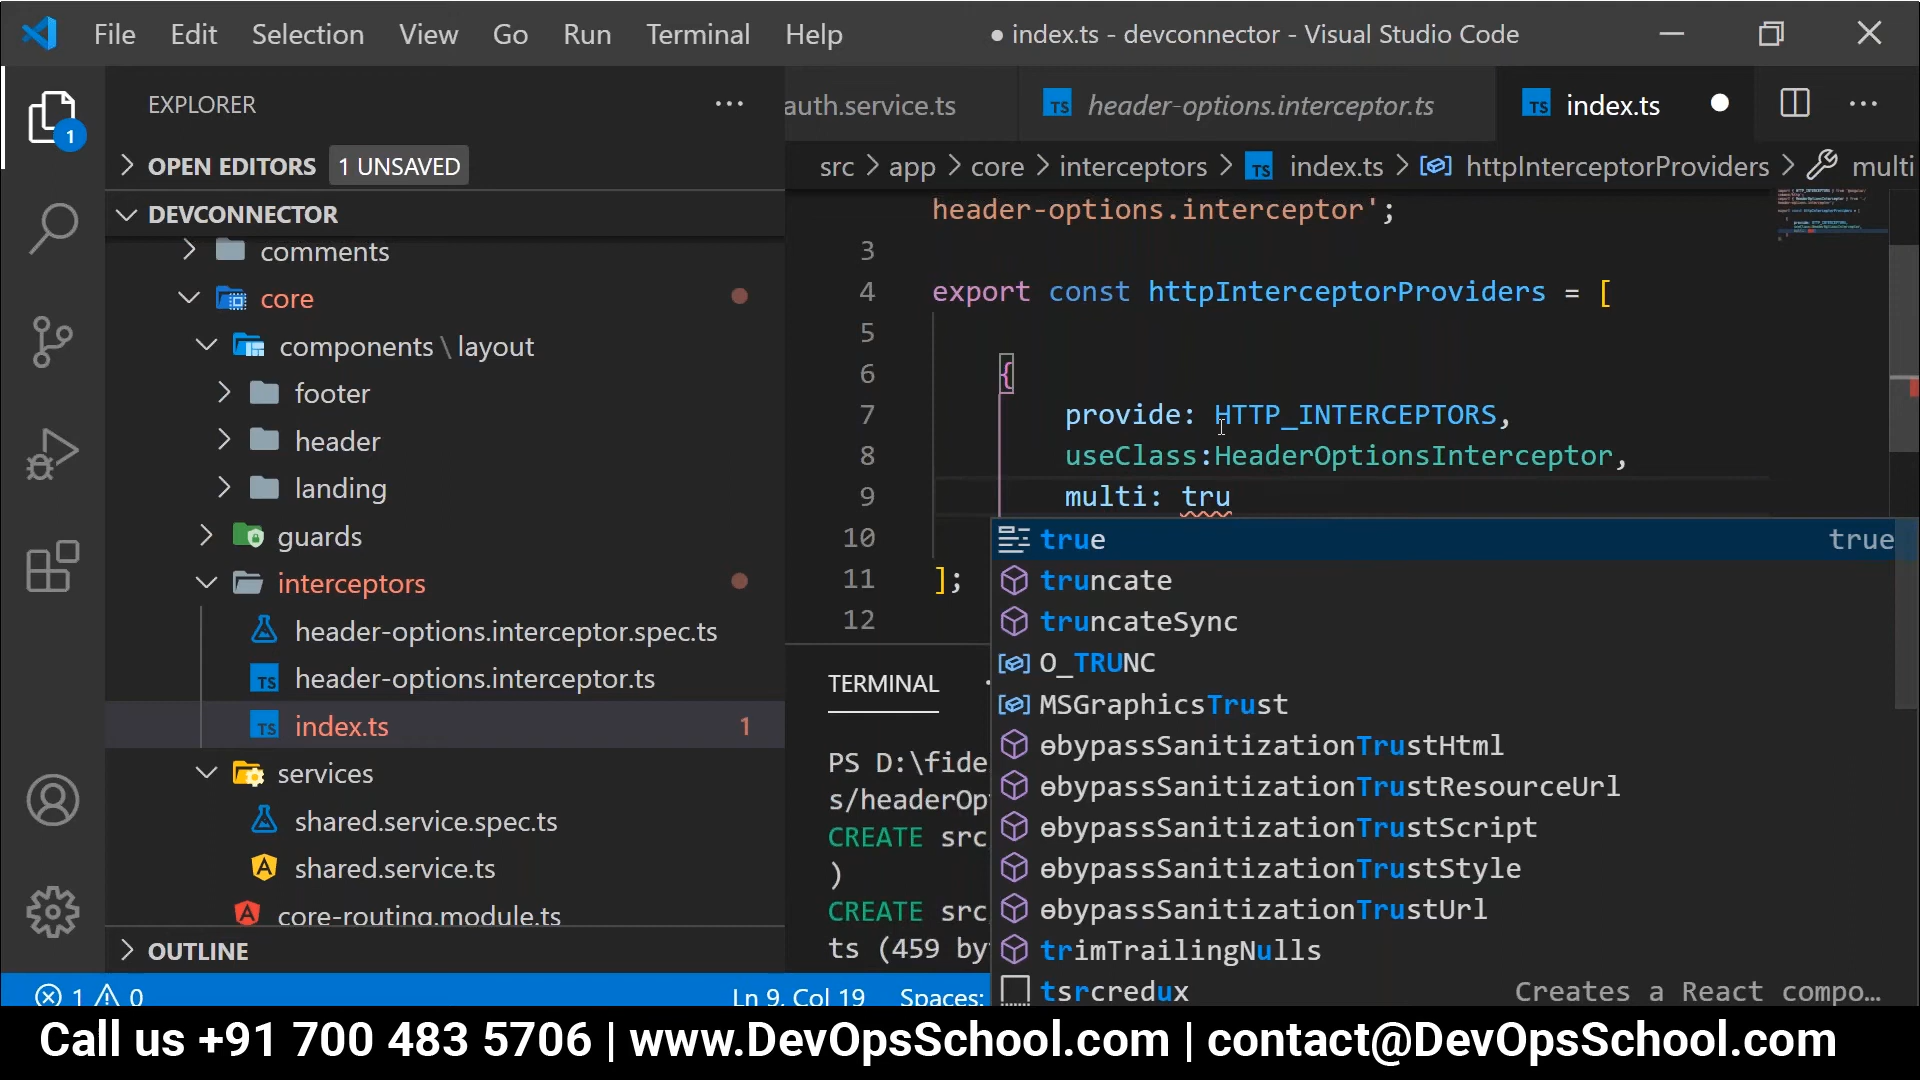 File Edit Selection View Go Run Terminal Help
● index.ts - devconnector - Visual Studio Code
EXPLORER
1
OPEN EDITORS 1 UNSAVED
DEVCONNECTOR
comments
core
components \ layout
footer
header
landing
guards
interceptors
header-options.interceptor.spec.ts
TS header-options.interceptor.ts
TS index.ts 1
services
shared.service.spec.ts
shared.service.ts
core-routing.module.ts
OUTLINE
auth.service.ts TS header-options.interceptor.ts TS index.ts
src > app > core > interceptors > TS index.ts > httpInterceptorProviders > multi
header-options.interceptor';
3
4 export const httpInterceptorProviders = [
5
6 {
7 provide: HTTP_INTERCEPTORS,
8 useClass:HeaderOptionsInterceptor,
9 multi: tru
10
11 ];
12
true true
truncate
truncateSync
O_TRUNC
MSGraphicsTrust
ɵbypassSanitizationTrustHtml
ɵbypassSanitizationTrustResourceUrl
ɵbypassSanitizationTrustScript
ɵbypassSanitizationTrustStyle
ɵbypassSanitizationTrustUrl
trimTrailingNulls
tsrcredux Creates a React compo…
TERMINAL
PS D:\fide
s/headerOp
CREATE src
)
CREATE src
ts (459 by
1 0 Ln 9, Col 19 Spaces:
Call us +91 700 483 5706 | www.DevOpsSchool.com | contact@DevOpsSchool.com